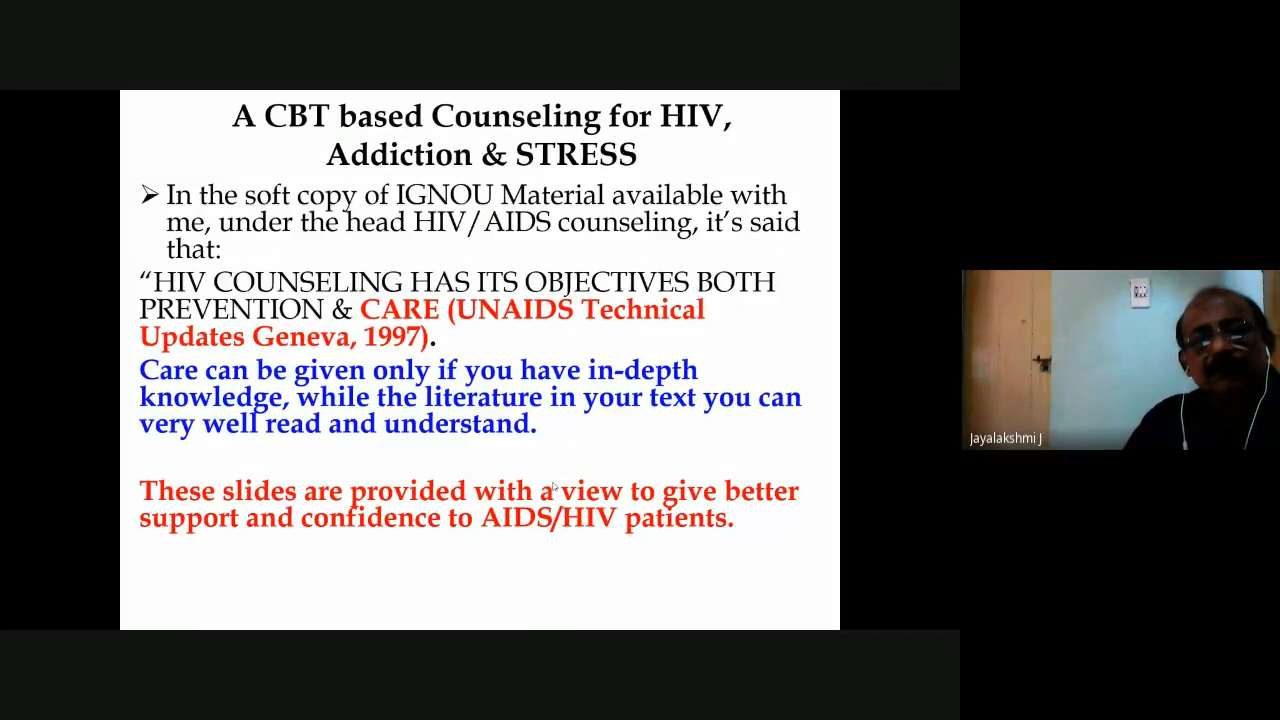 A CBT based Counseling for HIV,
Addiction & STRESS
➢ In the soft copy of IGNOU Material available with
me, under the head HIV/AIDS counseling, it’s said
that:
“HIV COUNSELING HAS ITS OBJECTIVES BOTH
PREVENTION & CARE (UNAIDS Technical
Updates Geneva, 1997).
Care can be given only if you have in-depth
knowledge, while the literature in your text you can
very well read and understand.
These slides are provided with a view to give better
support and confidence to AIDS/HIV patients.
Jayalakshmi J